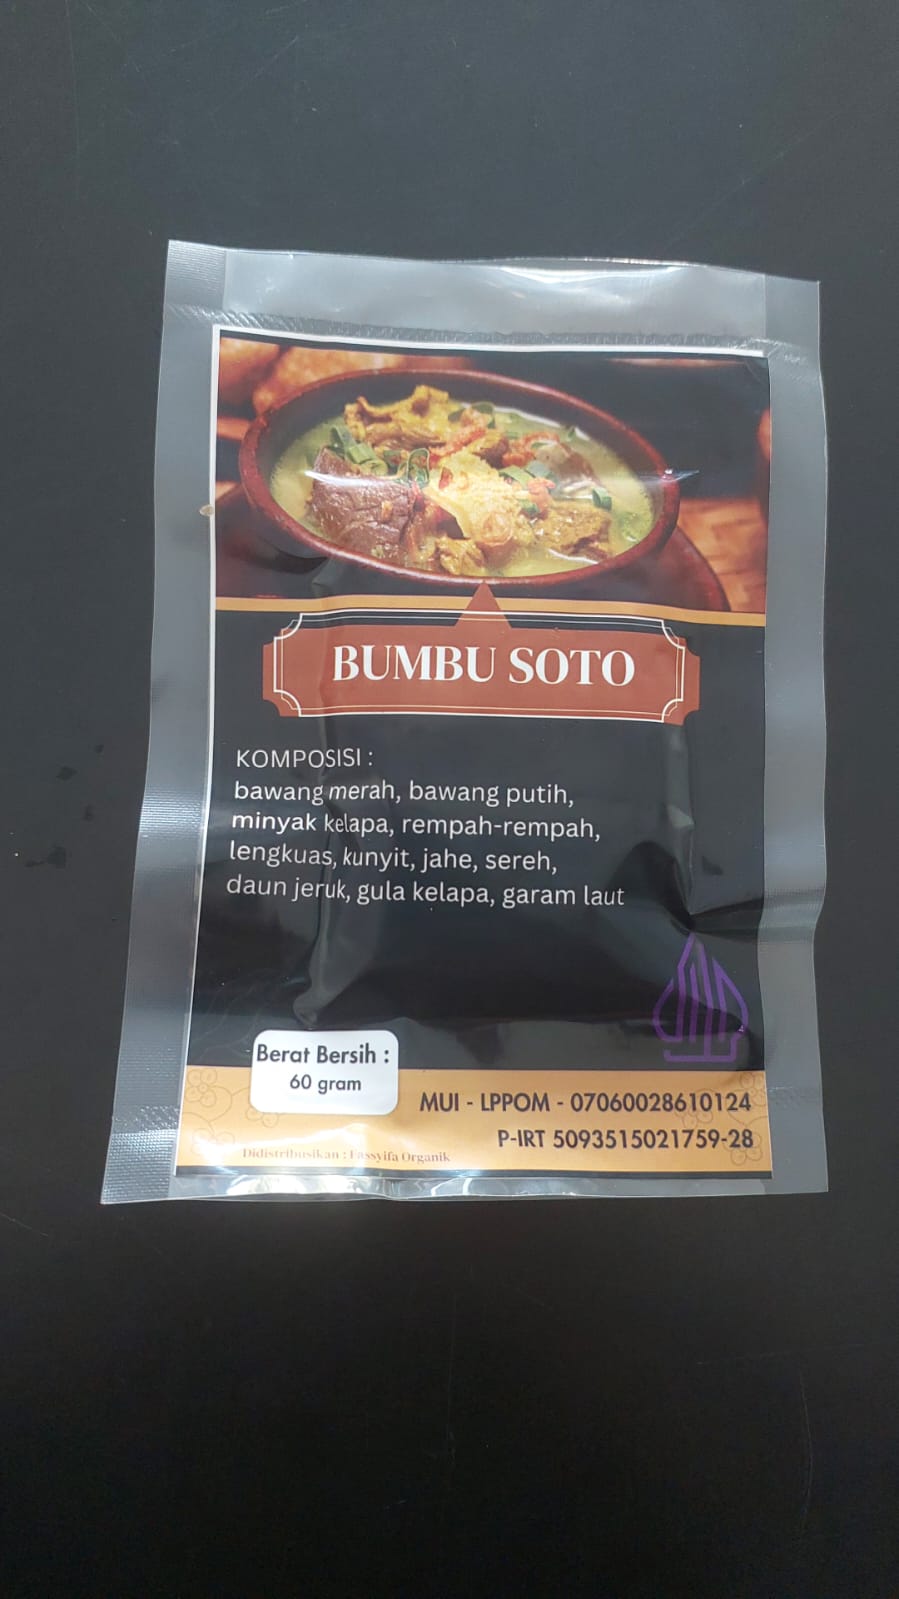 BUMBU SOTO
KOMPOSISI :
bawang merah, bawang putih,
minyak kelapa, rempah-rempah,
lengkuas, kunyit, jahe, sereh,
daun jeruk, gula kelapa, garam laut
Berat Bersih :
60 gram
MUI - LPPOM - 07060028610124
P-IRT 5093515021759-28
Didistribusikan : Fassyifa Organik